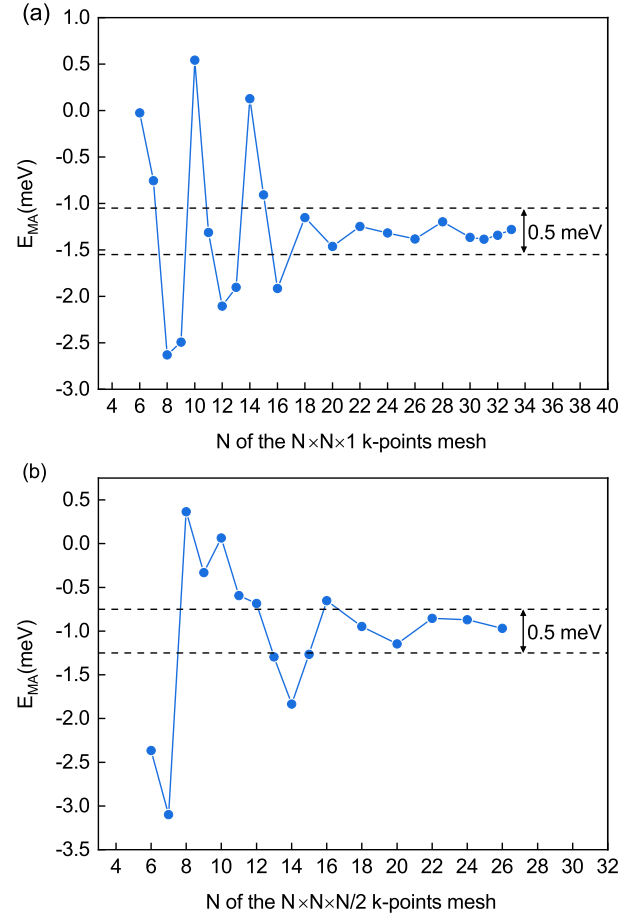 (a)
1.0
0.5
0.0
-0.5
-1.0
-1.5
-2.0
-2.5
-3.0
E_MA(meV)
0.5 meV
4 6 8 10 12 14 16 18 20 22 24 26 28 30 32 34 36 38 40
N of the N×N×1 k-points mesh
(b)
0.5
0.0
-0.5
-1.0
-1.5
-2.0
-2.5
-3.0
-3.5
E_MA(meV)
0.5 meV
4 6 8 10 12 14 16 18 20 22 24 26 28 30 32
N of the N×N×N/2 k-points mesh